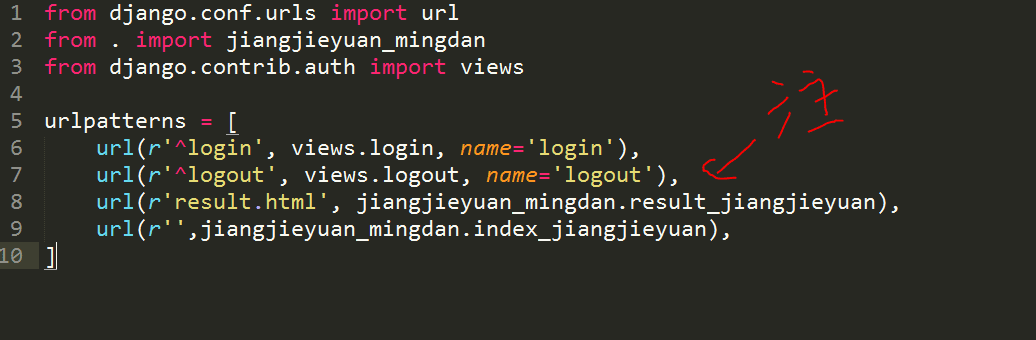 1 from django.conf.urls import url
2 from . import jiangjieyuan_mingdan
3 from django.contrib.auth import views
4
5 urlpatterns = [
6     url(r'^login', views.login, name='login'),
7     url(r'^logout', views.logout, name='logout'),
8     url(r'result.html', jiangjieyuan_mingdan.result_jiangjieyuan),
9     url(r'',jiangjieyuan_mingdan.index_jiangjieyuan),
10 ]
注